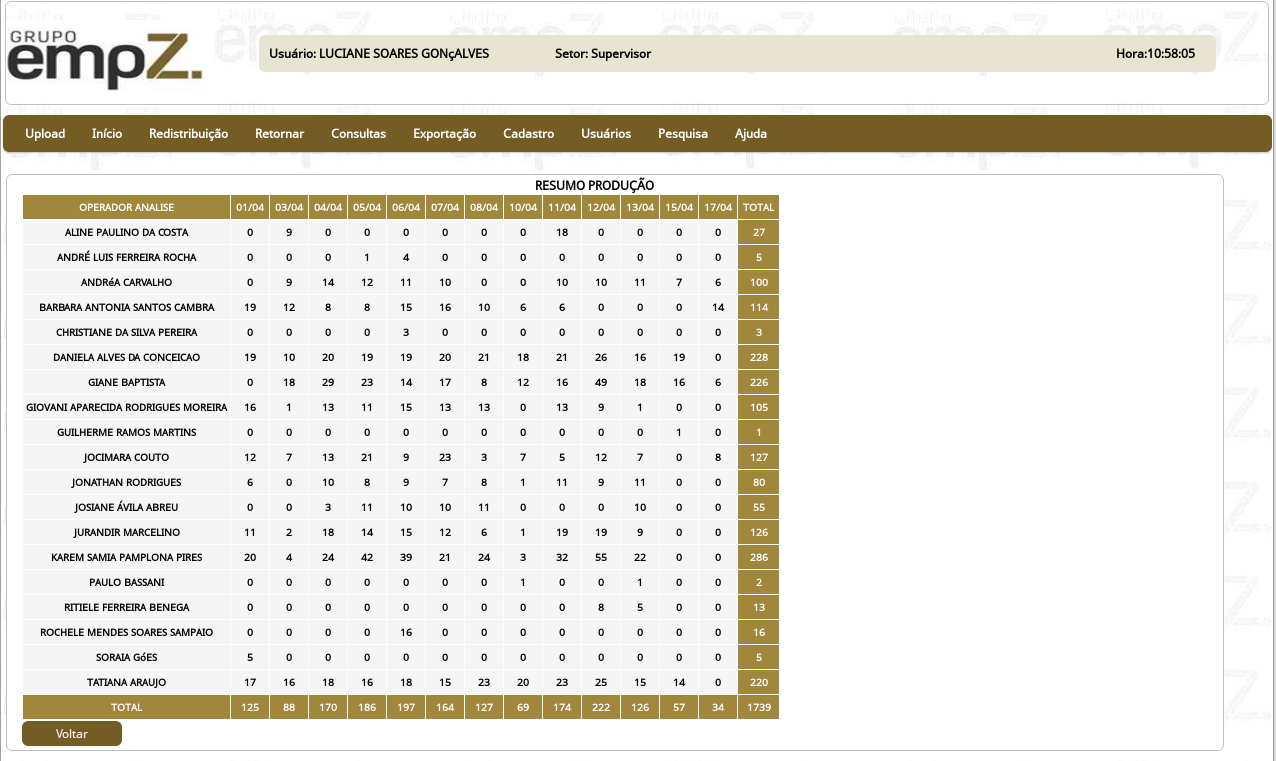 GRUPO
empZ.
Usuário: LUCIANE SOARES GONçALVES Setor: Supervisor Hora:10:58:05
Upload Início Redistribuição Retornar Consultas Exportação Cadastro Usuários Pesquisa Ajuda
RESUMO PRODUÇÃO
OPERADOR ANALISE 01/04 03/04 04/04 05/04 06/04 07/04 08/04 10/04 11/04 12/04 13/04 15/04 17/04 TOTAL
ALINE PAULINO DA COSTA 0 9 0 0 0 0 0 0 18 0 0 0 0 27
ANDRÉ LUIS FERREIRA ROCHA 0 0 0 1 4 0 0 0 0 0 0 0 0 5
ANDRéA CARVALHO 0 9 14 12 11 10 0 0 10 10 11 7 6 100
BARBARA ANTONIA SANTOS CAMBRA 19 12 8 8 15 16 10 6 6 0 0 0 14 114
CHRISTIANE DA SILVA PEREIRA 0 0 0 0 3 0 0 0 0 0 0 0 0 3
DANIELA ALVES DA CONCEICAO 19 10 20 19 19 20 21 18 21 26 16 19 0 228
GIANE BAPTISTA 0 18 29 23 14 17 8 12 16 49 18 16 6 226
GIOVANI APARECIDA RODRIGUES MOREIRA 16 1 13 11 15 13 13 0 13 9 1 0 0 105
GUILHERME RAMOS MARTINS 0 0 0 0 0 0 0 0 0 0 0 1 0 1
JOCIMARA COUTO 12 7 13 21 9 23 3 7 5 12 7 0 8 127
JONATHAN RODRIGUES 6 0 10 8 9 7 8 1 11 9 11 0 0 80
JOSIANE ÁVILA ABREU 0 0 3 11 10 10 11 0 0 0 10 0 0 55
JURANDIR MARCELINO 11 2 18 14 15 12 6 1 19 19 9 0 0 126
KAREM SAMIA PAMPLONA PIRES 20 4 24 42 39 21 24 3 32 55 22 0 0 286
PAULO BASSANI 0 0 0 0 0 0 0 1 0 0 1 0 0 2
RITIELE FERREIRA BENEGA 0 0 0 0 0 0 0 0 0 8 5 0 0 13
ROCHELE MENDES SOARES SAMPAIO 0 0 0 0 16 0 0 0 0 0 0 0 0 16
SORAIA GóES 5 0 0 0 0 0 0 0 0 0 0 0 0 5
TATIANA ARAUJO 17 16 18 16 18 15 23 20 23 25 15 14 0 220
TOTAL 125 88 170 186 197 164 127 69 174 222 126 57 34 1739
Voltar